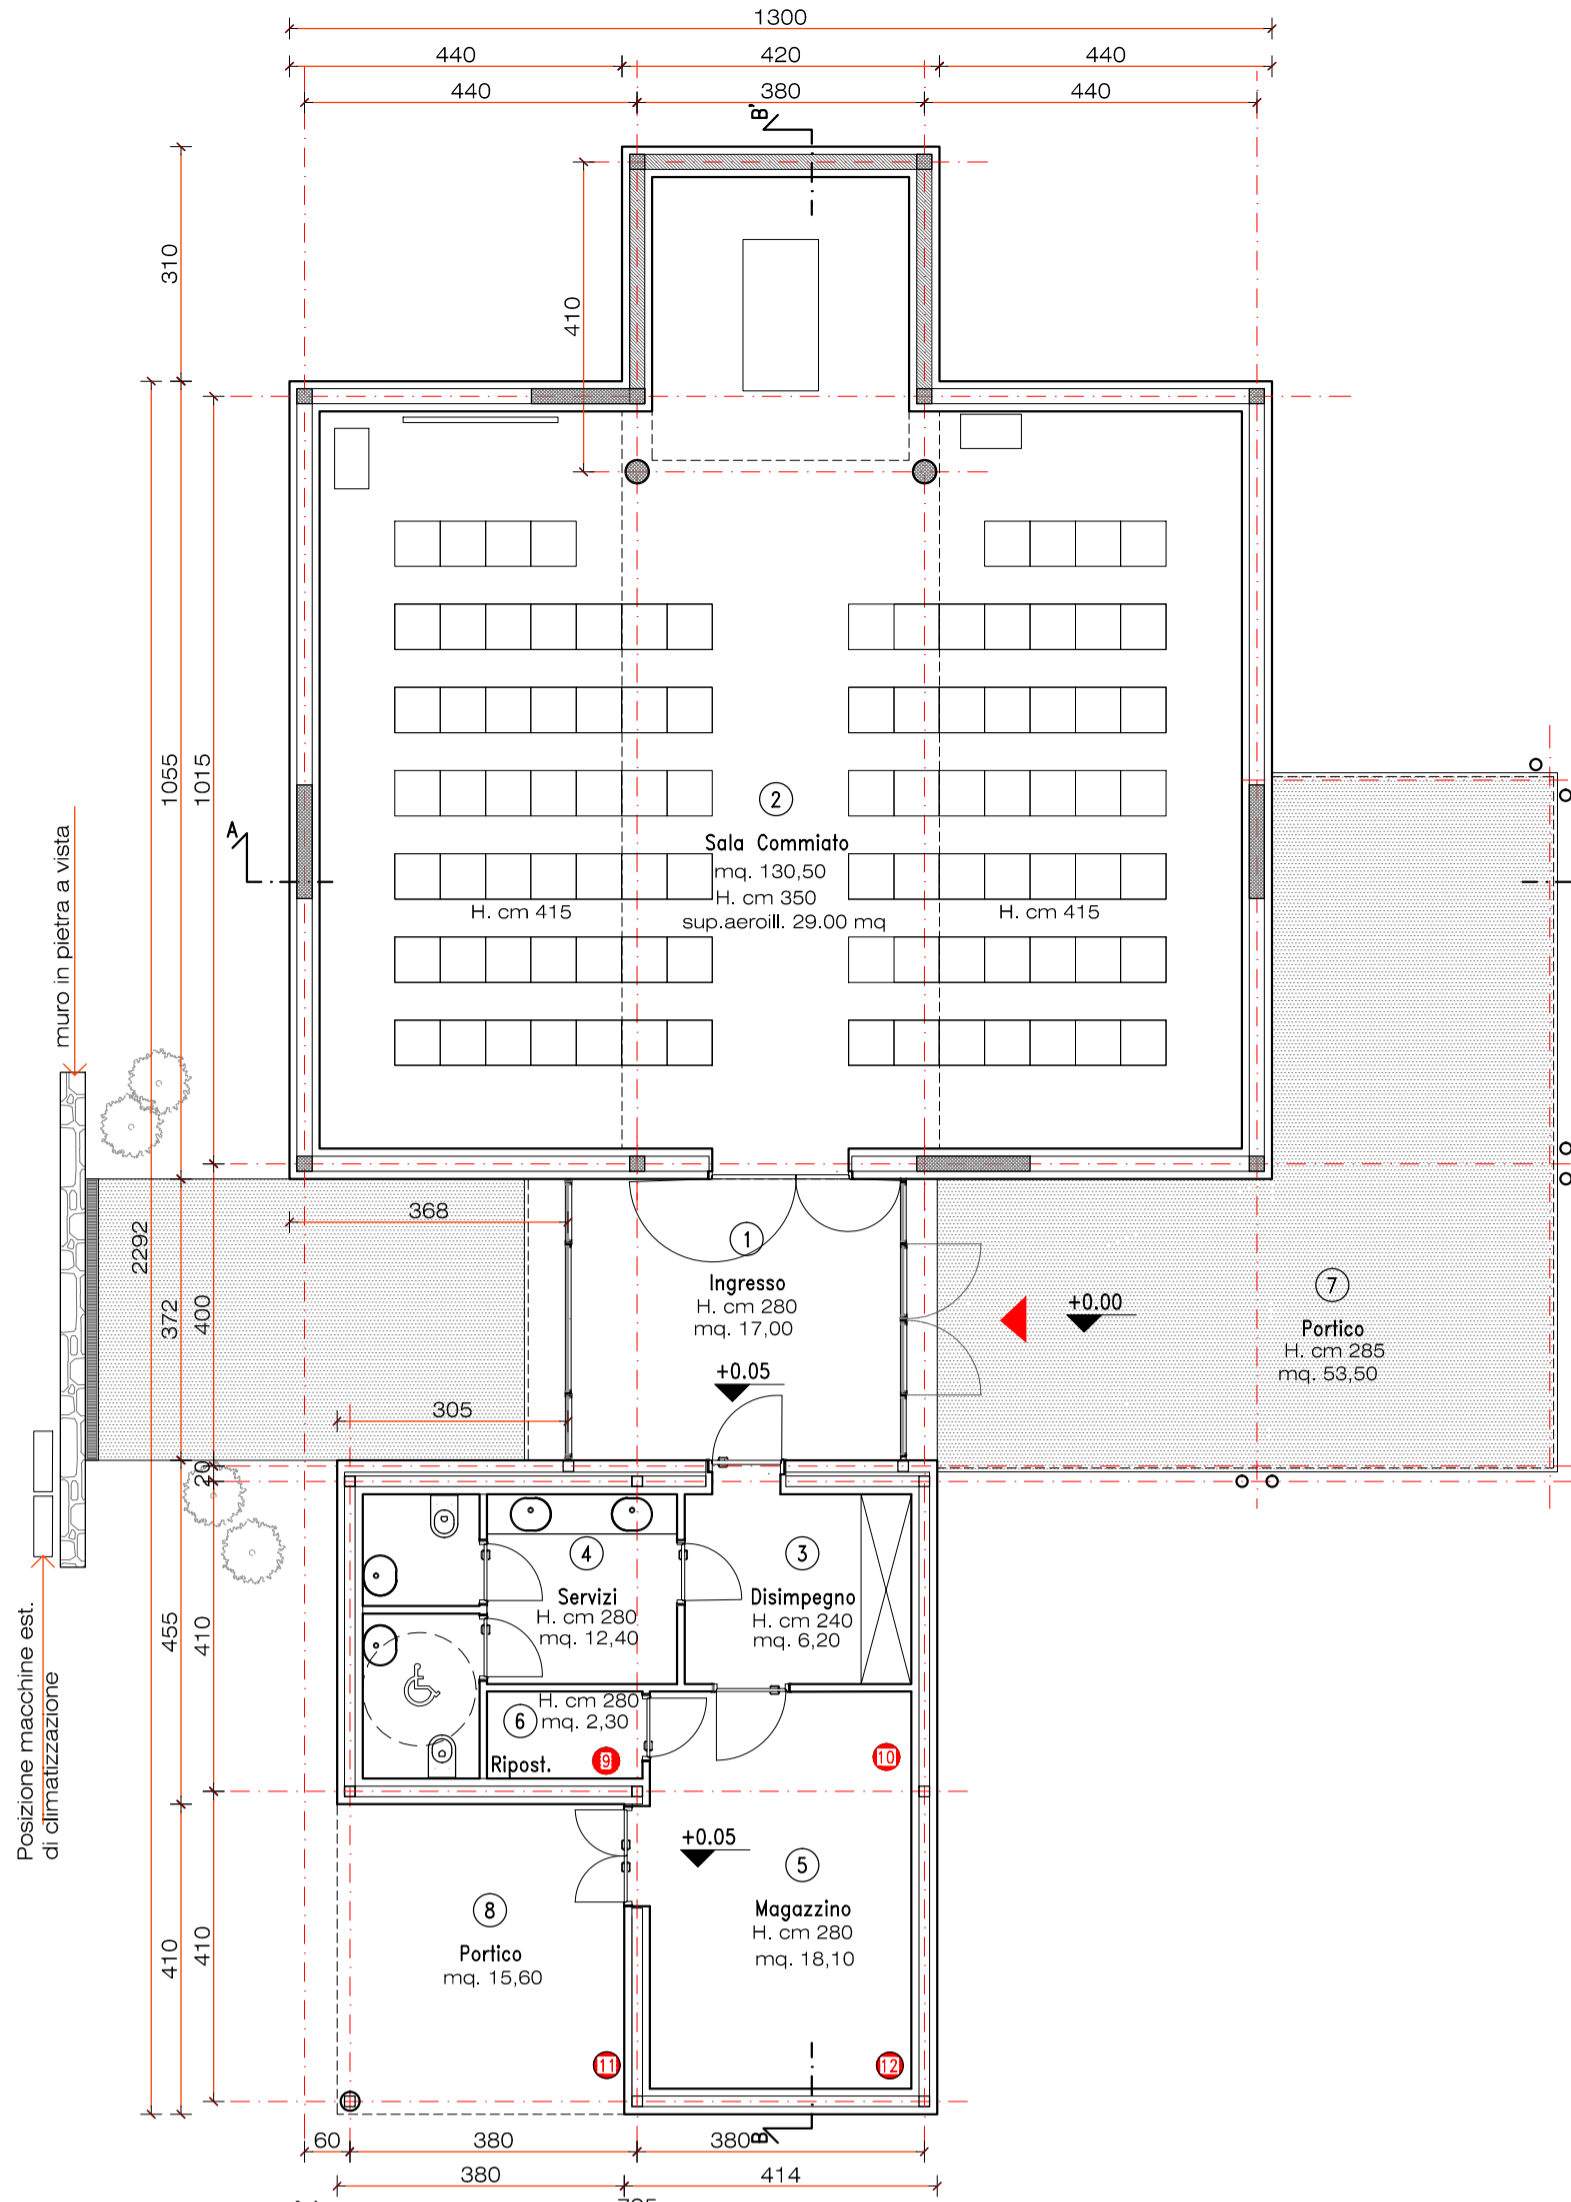 1300
440
420
440
440
380
440
B'
310
410
1055
1015
A
muro in pietra a vista
2
Sala Commiato
mq. 130,50
H. cm 350
sup.aeroill. 29.00 mq
H. cm 415
H. cm 415
2292
368
372
400
1
Ingresso
H. cm 280
mq. 17,00
+0.05
+0.00
7
Portico
H. cm 285
mq. 53,50
305
20
Posizione macchine est.
di climatizzazione
455
410
4
Servizi
H. cm 280
mq. 12,40
3
Disimpegno
H. cm 240
mq. 6,20
H. cm 280
6
mq. 2,30
Ripost.
9
10
+0.05
5
Magazzino
H. cm 280
mq. 18,10
8
Portico
mq. 15,60
410
410
11
12
B
60
380
380
380
414